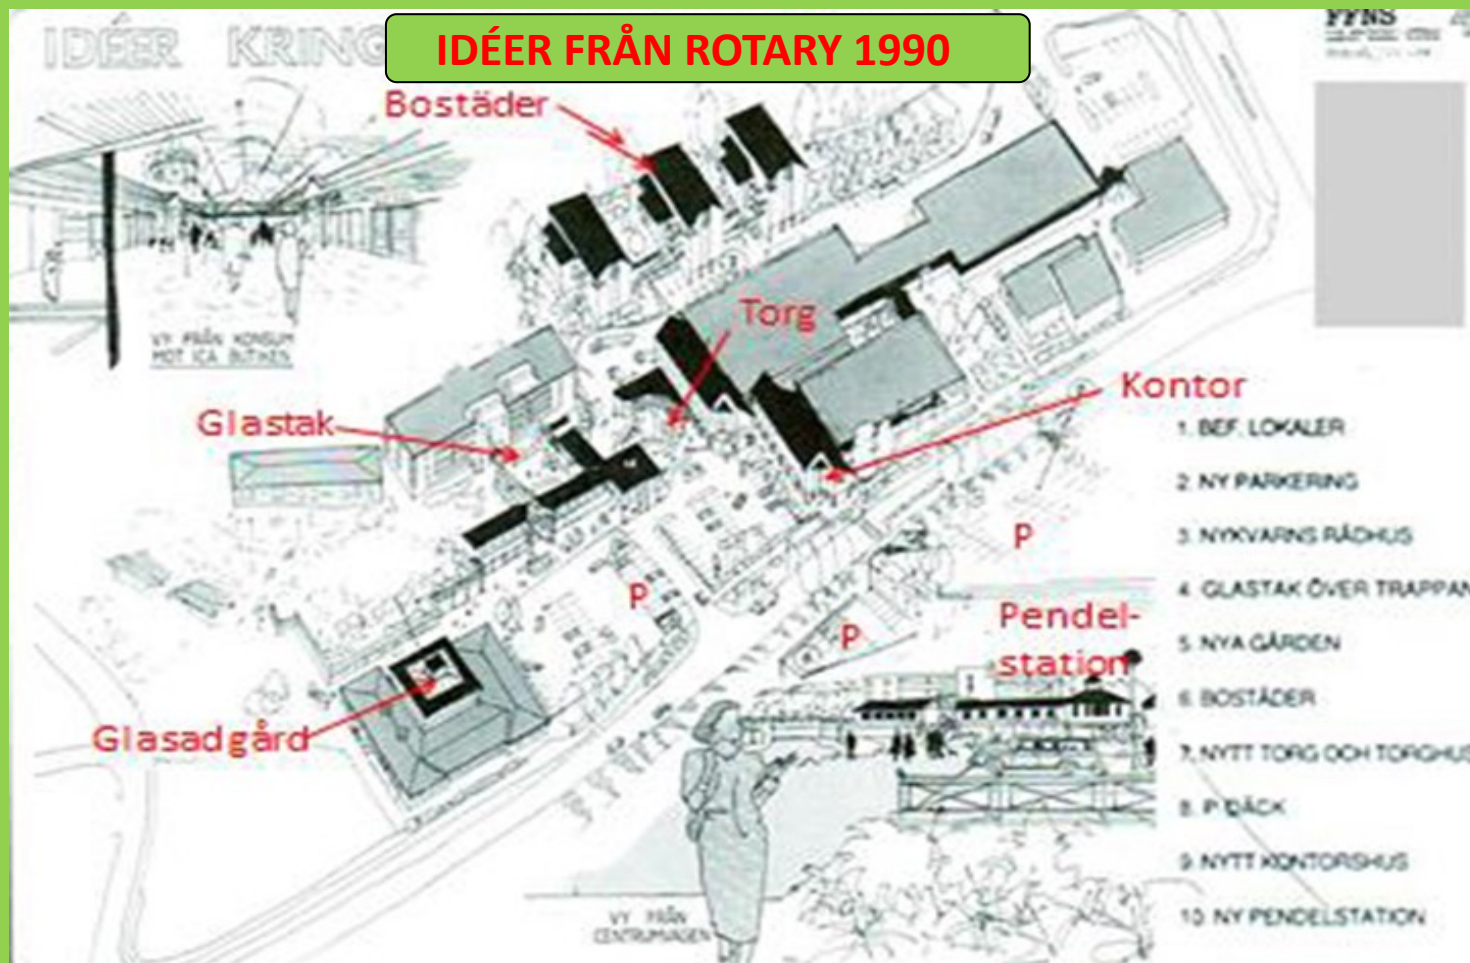 IDÉER KRING
IDÉER FRÅN ROTARY 1990
FFNS
Bostäder
VY FRÅN KONSUM
MOT ICA BUTIKEN
Torg
Glastak
Kontor
P
P
P
Pendel-
station
Glasadgård
VY FRÅN
CENTRUMVÄGEN
1. BEF. LOKALER
2. NY PARKERING
3. NYKVARNS RÅDHUS
4. GLASTAK ÖVER TRAPPAN
5. NYA GÅRDEN
6. BOSTÄDER
7. NYTT TORG OCH TORGHUS
8. P DÄCK
9. NYTT KONTORSHUS
10. NY PENDELSTATION